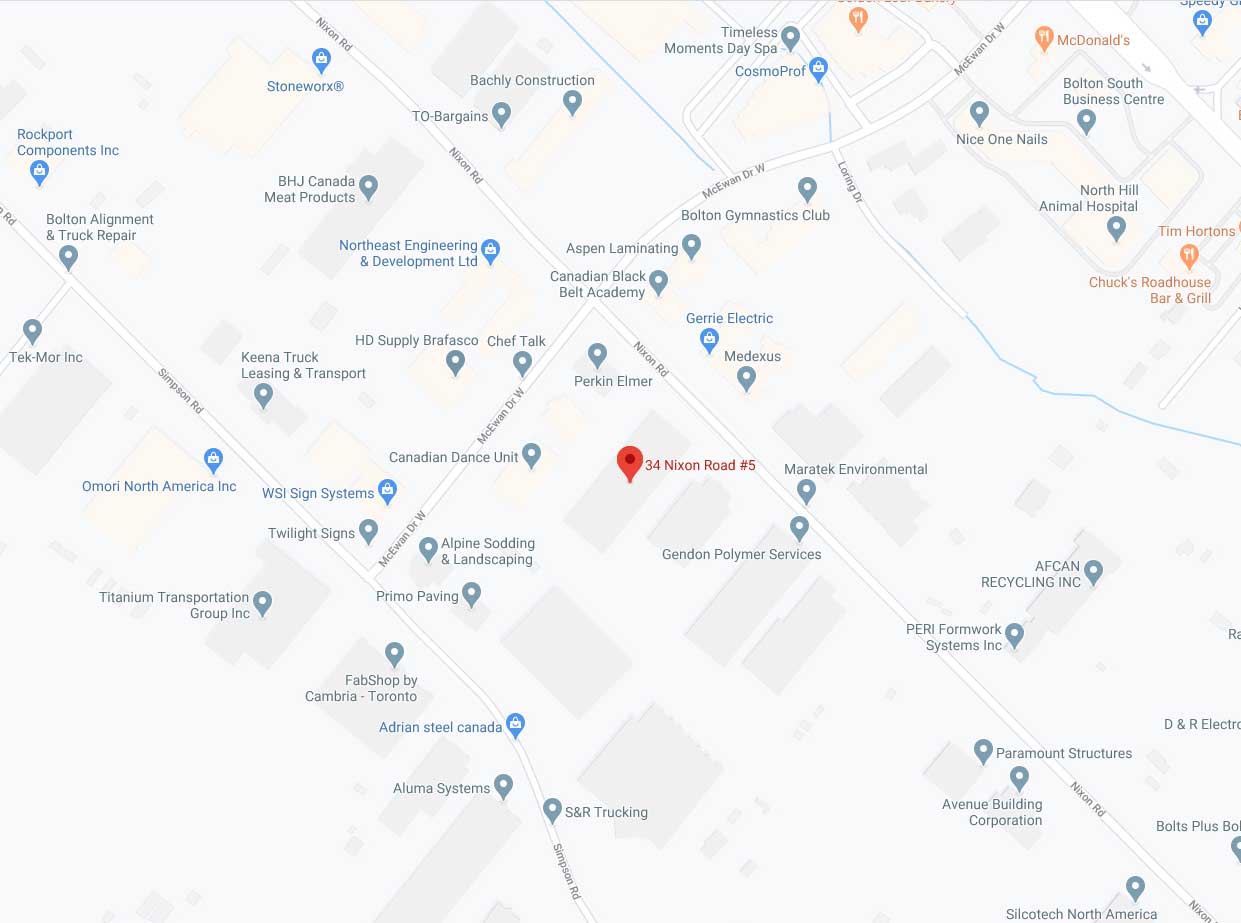 Golden Loaf Bakery
Speedy Gl
Nixon Rd
Timeless
Moments Day Spa
McEwan Dr W
McDonald's
Stoneworx®
CosmoProf
Bachly Construction
Bolton South
Business Centre
TO-Bargains
Nice One Nails
Rockport
Components Inc
Nixon Rd
McEwan Dr W
Loring Dr
BHJ Canada
Meat Products
North Hill
Animal Hospital
n Rd
Bolton Alignment
& Truck Repair
Bolton Gymnastics Club
Tim Hortons
Northeast Engineering
& Development Ltd
Aspen Laminating
Canadian Black
Belt Academy
Chuck's Roadhouse
Bar & Grill
Gerrie Electric
Tek-Mor Inc
Keena Truck
Leasing & Transport
HD Supply Brafasco
Chef Talk
Perkin Elmer
Nixon Rd
Medexus
Simpson Rd
McEwan Dr W
Canadian Dance Unit
34 Nixon Road #5
Maratek Environmental
Omori North America Inc
WSI Sign Systems
Twilight Signs
McEwan Dr W
Alpine Sodding
& Landscaping
Gendon Polymer Services
AFCAN
RECYCLING INC
Titanium Transportation
Group Inc
Primo Paving
PERI Formwork
Systems Inc
Ra
FabShop by
Cambria - Toronto
Adrian steel canada
D & R Electro
Paramount Structures
Aluma Systems
S&R Trucking
Avenue Building
Corporation
Nixon Rd
Bolts Plus Bol
Simpson Rd
Silcotech North America
Nixon